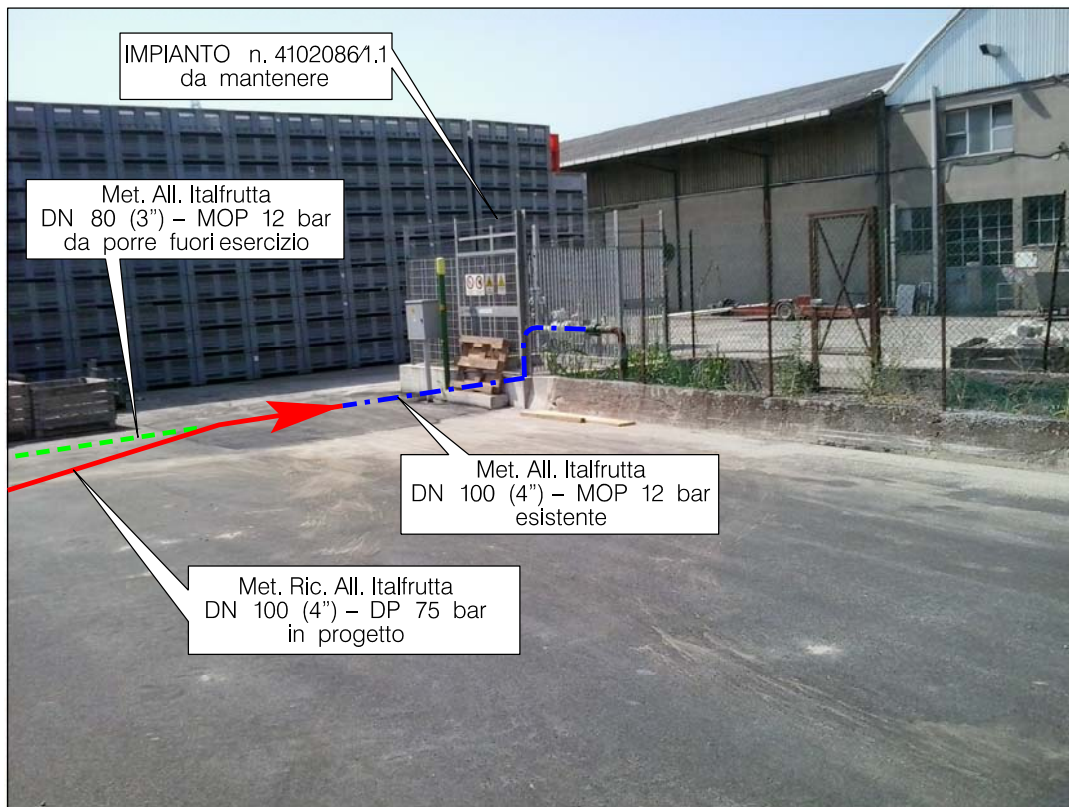 IMPIANTO n. 4102086/1.1
da mantenere
Met. All. Italfrutta
DN 80 (3") – MOP 12 bar
da porre fuori esercizio
Met. All. Italfrutta
DN 100 (4") – MOP 12 bar
esistente
Met. Ric. All. Italfrutta
DN 100 (4") – DP 75 bar
in progetto